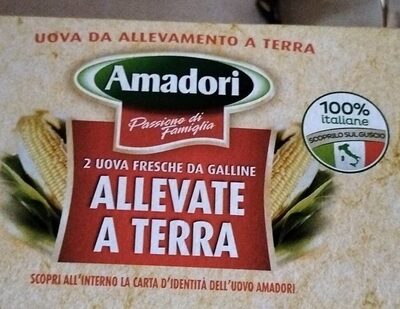 UOVA DA ALLEVAMENTO A TERRA
Amadori
Passione di
Famiglia
100%
italiane
SCOPRILO SUL GUSCIO
2 UOVA FRESCHE DA GALLINE
ALLEVATE
A TERRA
SCOPRI ALL'INTERNO LA CARTA D'IDENTITÀ DELL'UOVO AMADORI